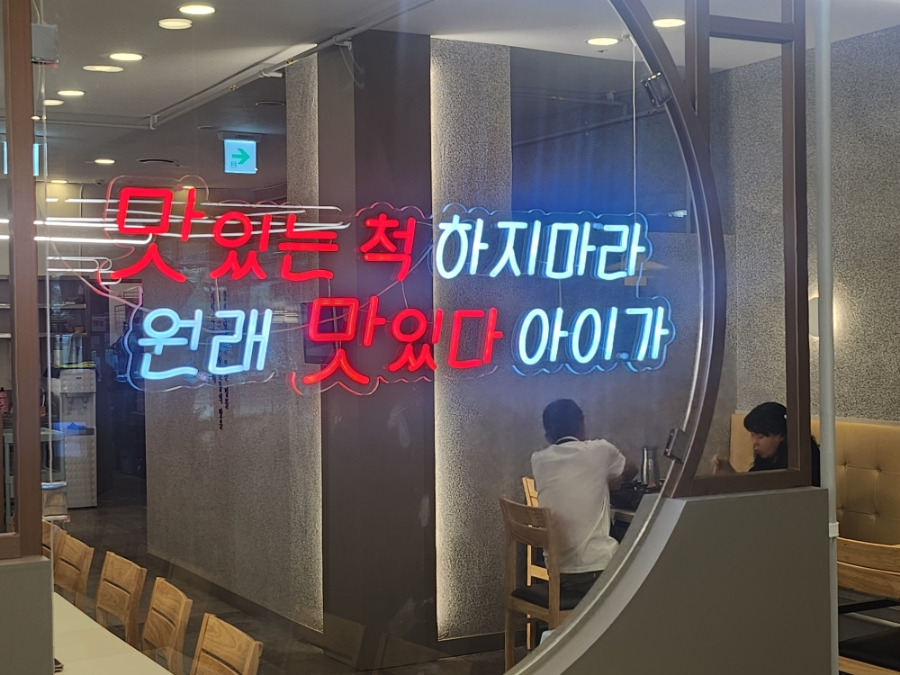 맛있는 척 하지마라
원래 맛있다 아이가